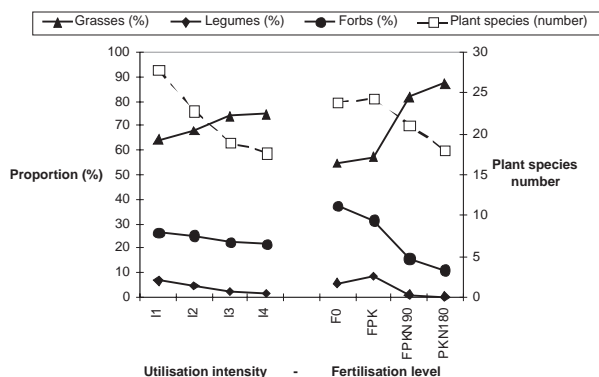 Grasses (%) Legumes (%) Forbs (%) Plant species (number)
100 30
90
80 25
70
60 20
Proportion (%) 50 15 Plant species number
40
30 10
20 5
10
0 0
I1 I2 I3 I4 F0 FPK FPKN90 PKN180
Utilisation intensity - Fertilisation level